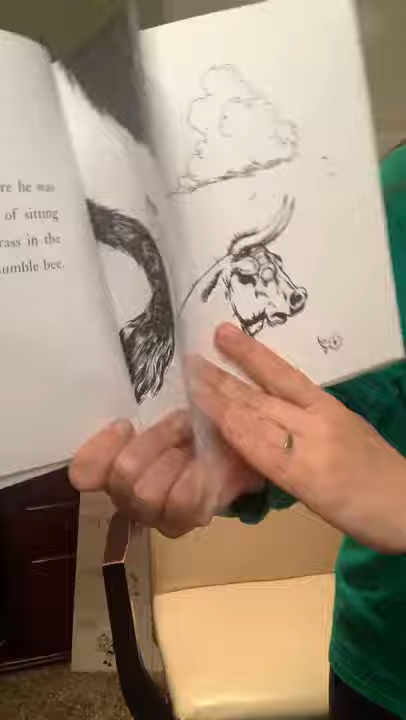 re he was
of sitting
rass in the
umble bee.